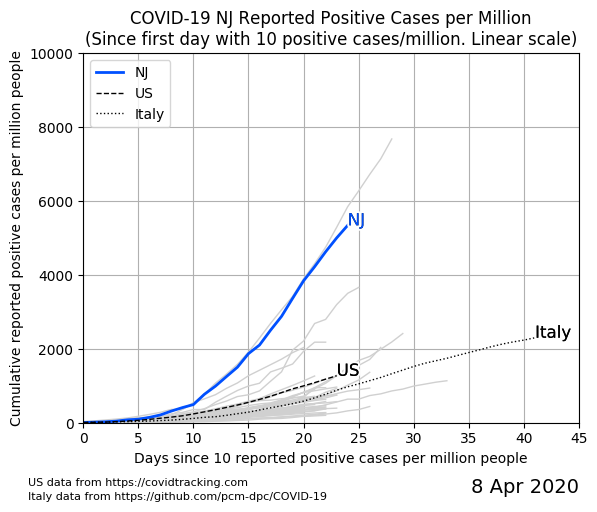 COVID-19 NJ Reported Positive Cases per Million
(Since first day with 10 positive cases/million. Linear scale)
Cumulative reported positive cases per million people
10000
8000
6000
4000
2000
0
NJ
US
Italy
NJ
US
Italy
0 5 10 15 20 25 30 35 40 45
Days since 10 reported positive cases per million people
US data from https://covidtracking.com
Italy data from https://github.com/pcm-dpc/COVID-19
8 Apr 2020